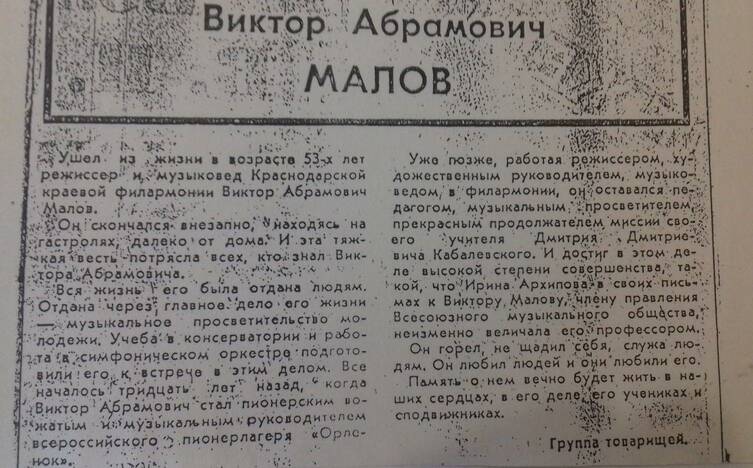 Виктор Абрамович
МАЛОВ
Ушел из жизни в возрасте 53-х лет
режиссер и музыковед Краснодарской
краевой филармонии Виктор Абрамович
Малов.
Он скончался внезапно, находясь на
гастролях, далеко от дома. И эта тяж-
кая весть потрясла всех, кто знал Вик-
тора Абрамовича.
Вся жизнь его была отдана людям.
Отдана через главное дело его жизни
— музыкальное просветительство мо-
лодежи. Учеба в консерватории и рабо-
та в симфоническом оркестре подгото-
вили его к встрече в этим делом. Все
началось тридцать лет назад, когда
Виктор Абрамович стал пионерским во-
жатым и музыкальным руководителем
всероссийского пионерлагеря «Орле-
нок».
Уже позже, работая режиссером, ху-
дожественным руководителем, музыко-
ведом в филармонии, он оставался пе-
дагогом, музыкальным просветителем,
прекрасным продолжателем миссии сво-
его учителя Дмитрия Дмитрие-
вича Кабалевского. И достиг в этом де-
ле высокой степени совершенства, та-
кой, что Ирина Архипова в своих пись-
мах к Виктору Малову, члену правления
Всесоюзного музыкального общества,
неизменно величала его профессором.
Он горел, не щадил себя, служа лю-
дям. Он любил людей и они любили его.
Память о нем вечно будет жить в на-
ших сердцах, в его деле, его учениках и
сподвижниках.
Группа товарищей.